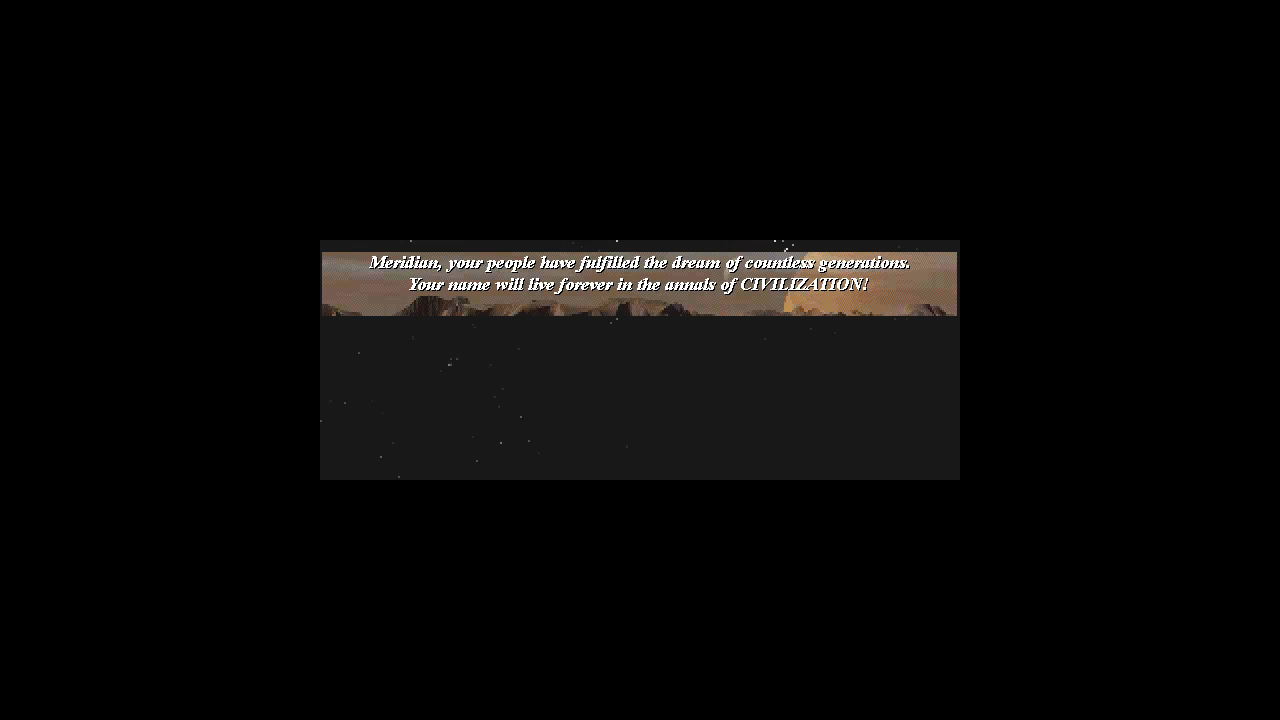 Meridian, your people have fulfilled the dream of countless generations.
Your name will live forever in the annals of CIVILIZATION!